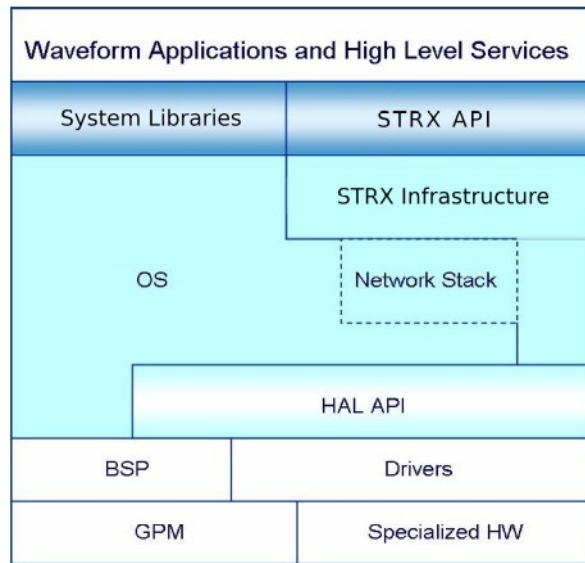 Waveform Applications and High Level Services
System Libraries
STRX API
STRX Infrastructure
OS
Network Stack
HAL API
BSP
Drivers
GPM
Specialized HW